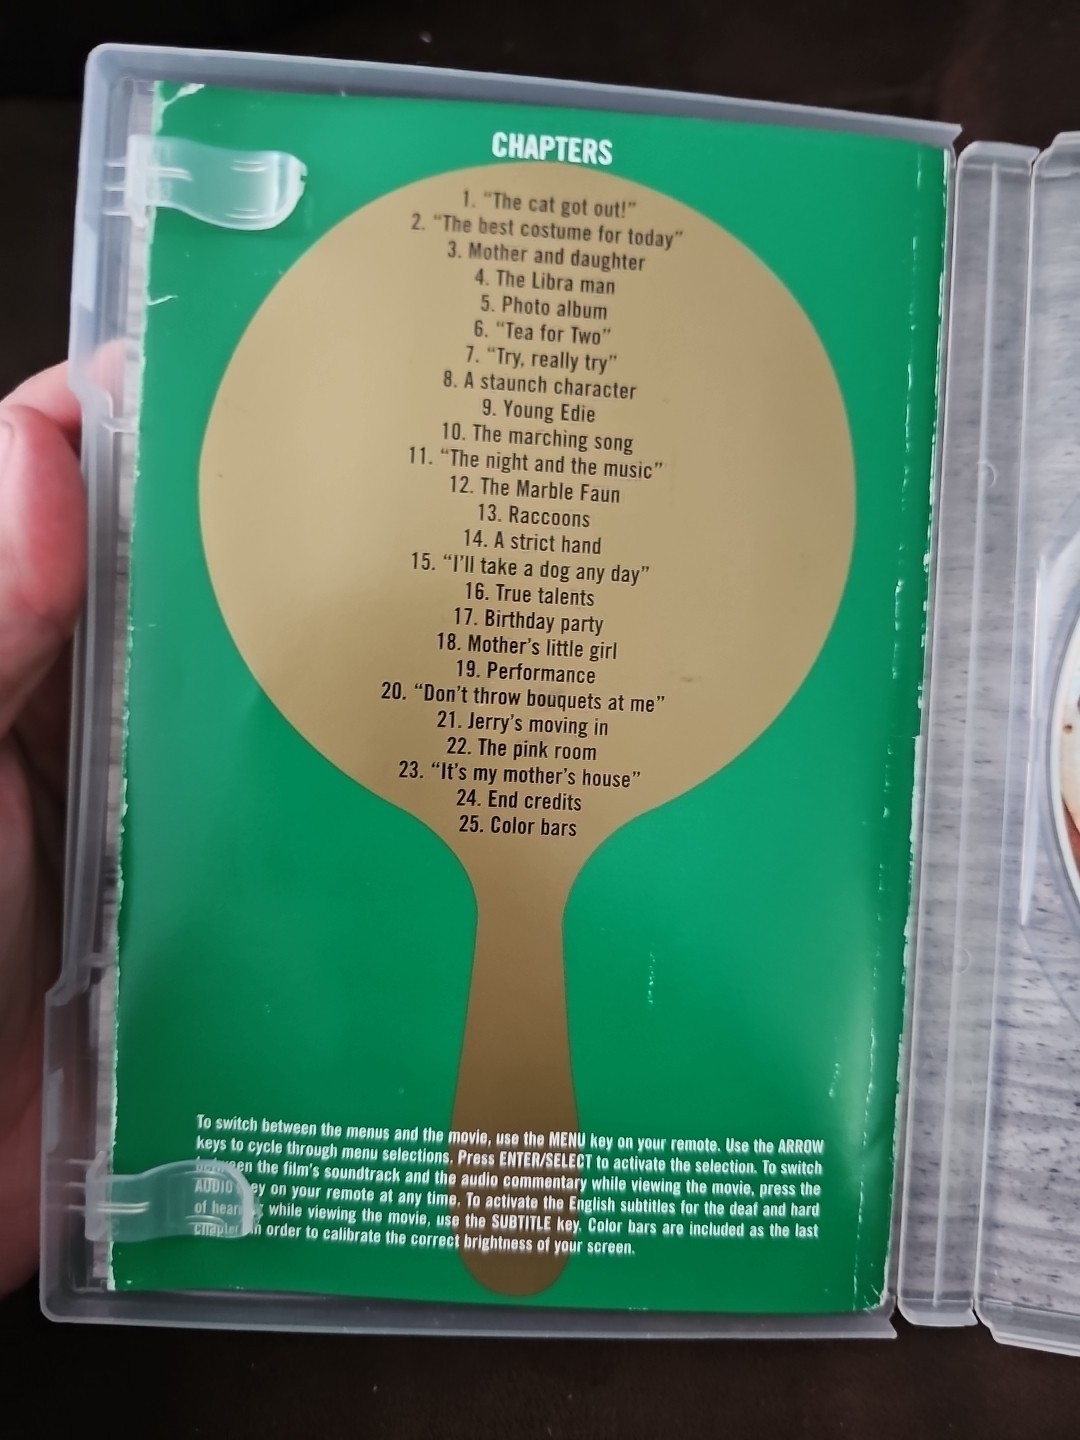 CHAPTERS
1. “The cat got out!”
2. “The best costume for today”
3. Mother and daughter
4. The Libra man
5. Photo album
6. “Tea for Two”
7. “Try, really try”
8. A staunch character
9. Young Edie
10. The marching song
11. “The night and the music”
12. The Marble Faun
13. Raccoons
14. A strict hand
15. “I’ll take a dog any day”
16. True talents
17. Birthday party
18. Mother’s little girl
19. Performance
20. “Don’t throw bouquets at me”
21. Jerry’s moving in
22. The pink room
23. “It’s my mother’s house”
24. End credits
25. Color bars
To switch between the menus and the movie, use the MENU key on your remote. Use the ARROW
keys to cycle through menu selections. Press ENTER/SELECT to activate the selection. To switch
between the film’s soundtrack and the audio commentary while viewing the movie, press the
AUDIO key on your remote at any time. To activate the English subtitles for the deaf and hard
of hearing while viewing the movie, use the SUBTITLE key. Color bars are included as the last
chapter in order to calibrate the correct brightness of your screen.